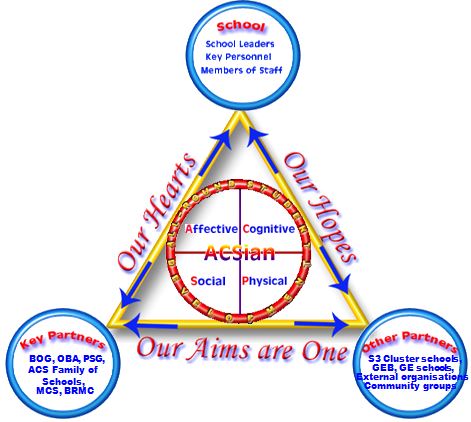 School
School Leaders
Key Personnel
Members of Staff
Our Hearts
Our Hopes
ALL-ROUND STUDENT
DEVELOPMENT
Affective
Cognitive
ACSian
Social
Physical
Our Aims are One
Key Partners
BOG, OBA, PSG,
ACS Family of
Schools,
MCS, BRMC
Other Partners
S3 Cluster schools,
GEB, GE schools,
External organisations
Community groups